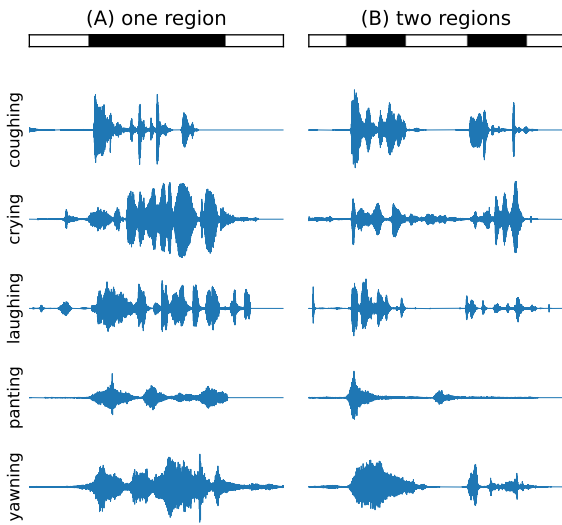 (A) one region
(B) two regions
coughing
crying
laughing
panting
yawning